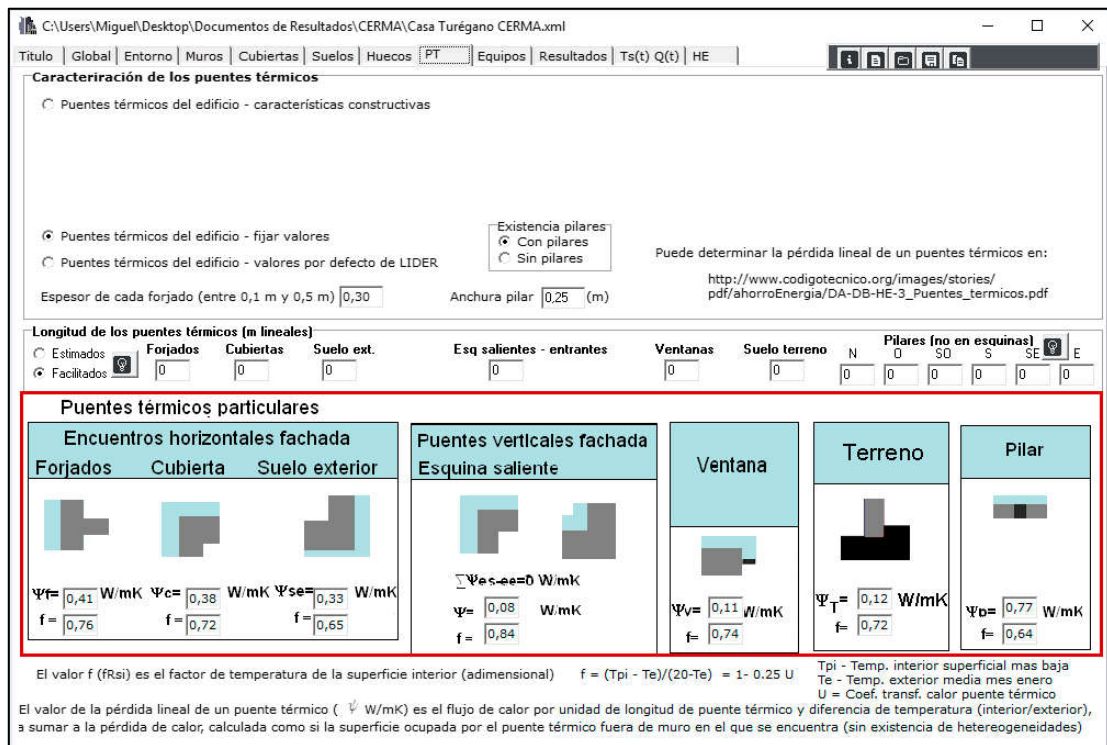 C:\Users\Miguel\Desktop\Documentos de Resultados\CERMA\Casa Turégano CERMA.xml
Titulo Global Entorno Muros Cubiertas Suelos Huecos PT Equipos Resultados Ts(t) Q(t) HE
Caracteriración de los puentes térmicos
Puentes térmicos del edificio - características constructivas
Puentes térmicos del edificio - fijar valores
Puentes térmicos del edificio - valores por defecto de LIDER
Existencia pilares
Con pilares
Sin pilares
Puede determinar la pérdida lineal de un puentes térmicos en:
http://www.codigotecnico.org/images/stories/
pdf/ahorroEnergia/DA-DB-HE-3_Puentes_termicos.pdf
Espesor de cada forjado (entre 0,1 m y 0,5 m) 0,30 Anchura pilar 0,25 (m)
Longitud de los puentes térmicos (m lineales)
Estimados
Facilitados
Forjados Cubiertas Suelo ext. Esq salientes - entrantes Ventanas Suelo terreno
0 0 0 0 0 0
Pilares (no en esquinas)
N O SO S SE E
0 0 0 0 0 0
Puentes térmicos particulares
Encuentros horizontales fachada
Forjados Cubierta Suelo exterior
Ψf= 0,41 W/mK Ψc= 0,38 W/mK Ψse= 0,33 W/mK
f = 0,76 f = 0,72 f = 0,65
Puentes verticales fachada
Esquina saliente
∑Ψes-ee=0 W/mK
Ψ= 0,08 W/mK
f = 0,84
Ventana
Ψv= 0,11 W/mK
f= 0,74
Terreno
ΨT= 0,12 W/mK
f= 0,72
Pilar
Ψp= 0,77 W/mK
f= 0,64
El valor f (fRsi) es el factor de temperatura de la superficie interior (adimensional) f = (Tpi - Te)/(20-Te) = 1- 0.25 U
Tpi - Temp. interior superficial mas baja
Te - Temp. exterior media mes enero
U = Coef. transf. calor puente térmico
El valor de la pérdida lineal de un puente térmico ( Ψ W/mK) es el flujo de calor por unidad de longitud de puente térmico y diferencia de temperatura (interior/exterior),
a sumar a la pérdida de calor, calculada como si la superficie ocupada por el puente térmico fuera de muro en el que se encuentra (sin existencia de hetereogeneidades)